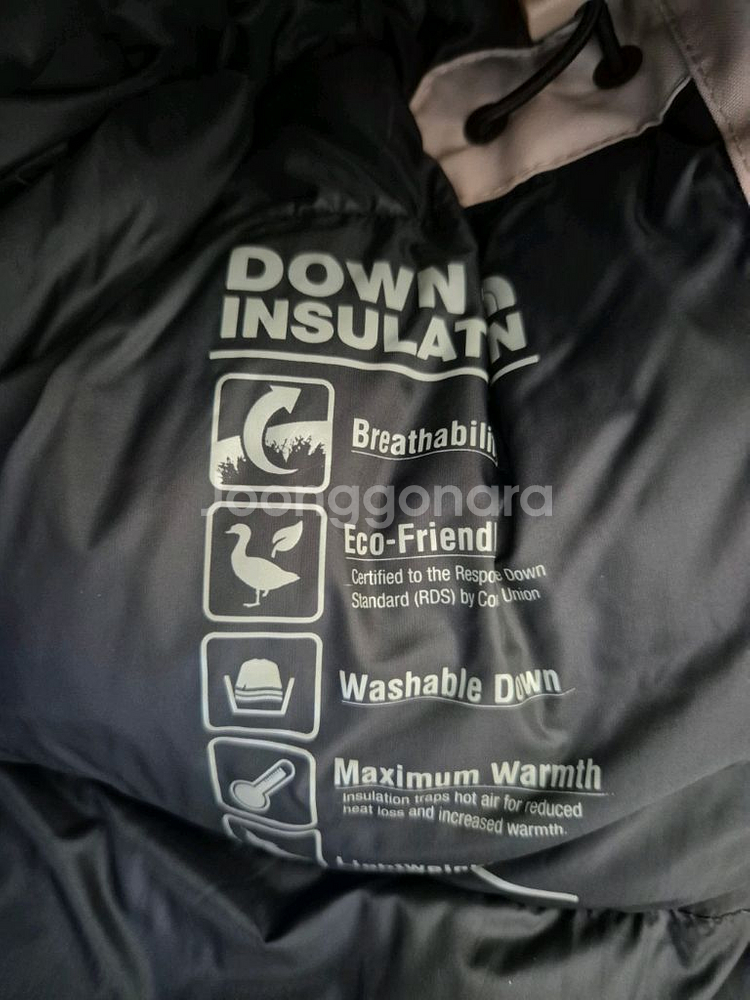 DOWN
INSULATN
Breathabili
Joonggonara
Eco-Friendl
Certified to the Respo Down
Standard (RDS) by Co Union
Washable Down
Maximum Warmth
Insulation traps hot air for reduced
heat loss and increased warmth.